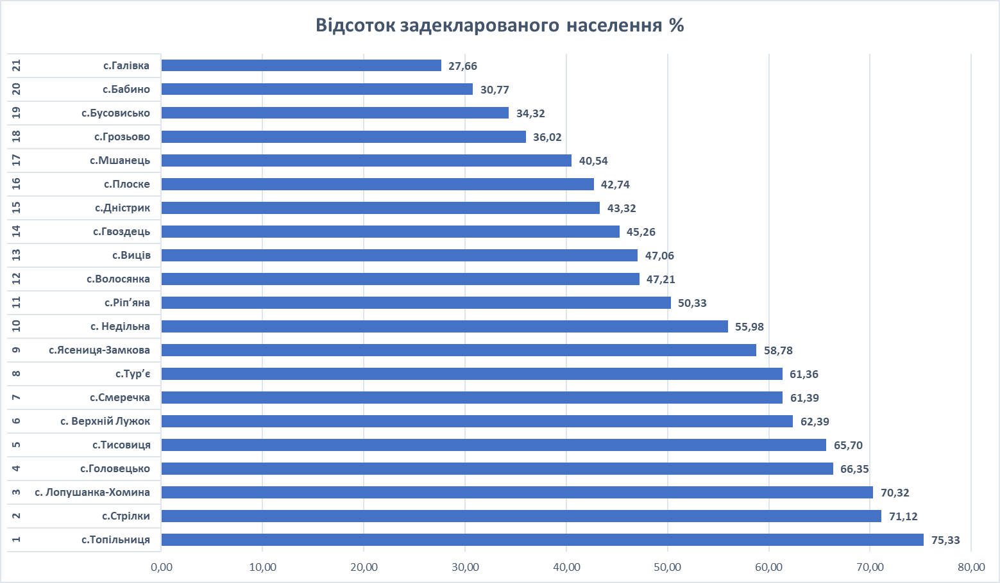 Відсоток задекларованого населення %
21 с.Галівка 27,66
20 с.Бабино 30,77
19 с.Бусовисько 34,32
18 с.Грозьово 36,02
17 с.Мшанець 40,54
16 с.Плоске 42,74
15 с.Дністрик 43,32
14 с.Гвоздець 45,26
13 с.Виців 47,06
12 с.Волосянка 47,21
11 с.Ріп’яна 50,33
10 с. Недільна 55,98
9 с.Ясениця-Замкова 58,78
8 с.Тур’є 61,36
7 с.Смеречка 61,39
6 с. Верхній Лужок 62,39
5 с.Тисовиця 65,70
4 с.Головецько 66,35
3 с. Лопушанка-Хомина 70,32
2 с.Стрілки 71,12
1 с.Топільниця 75,33
0,00 10,00 20,00 30,00 40,00 50,00 60,00 70,00 80,00